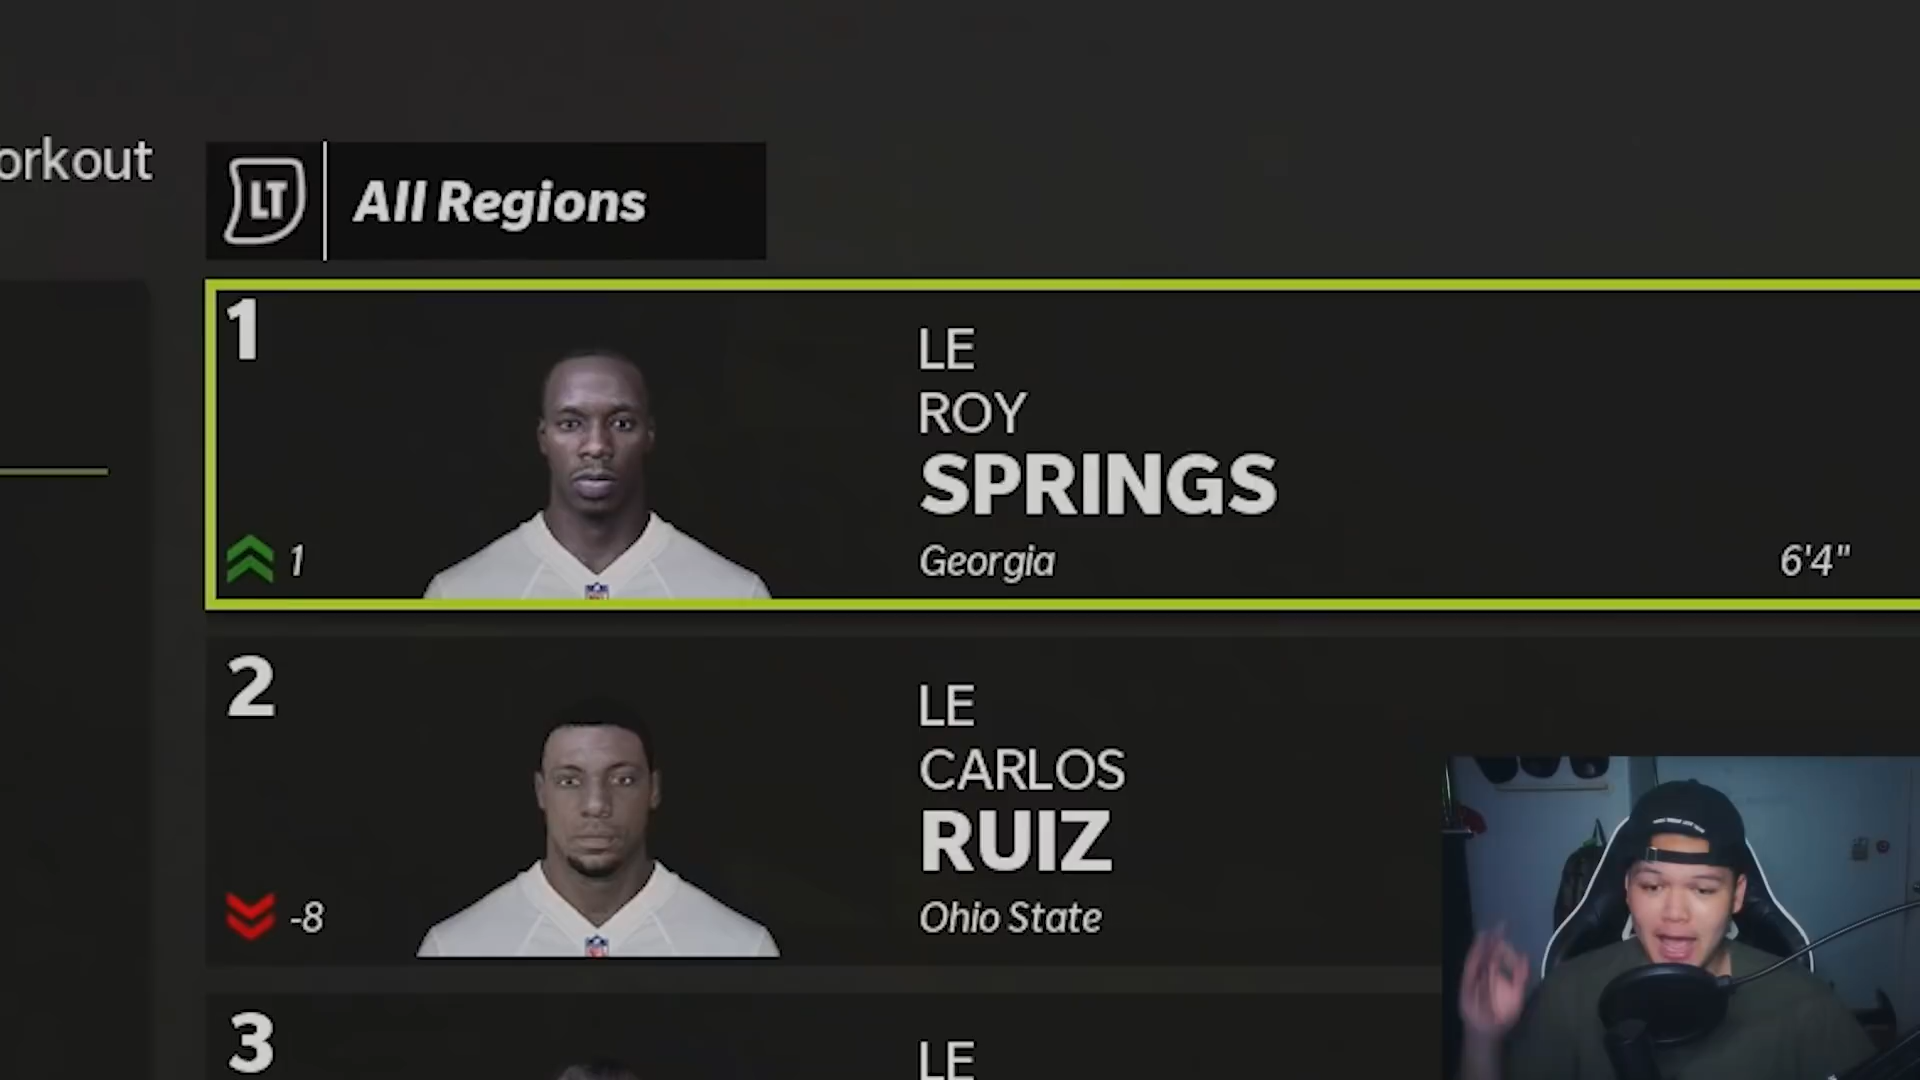 orkout
LT
All Regions
1
LE
ROY
SPRINGS
Georgia
6'4"
1
2
LE
CARLOS
RUIZ
Ohio State
-8
3
LE